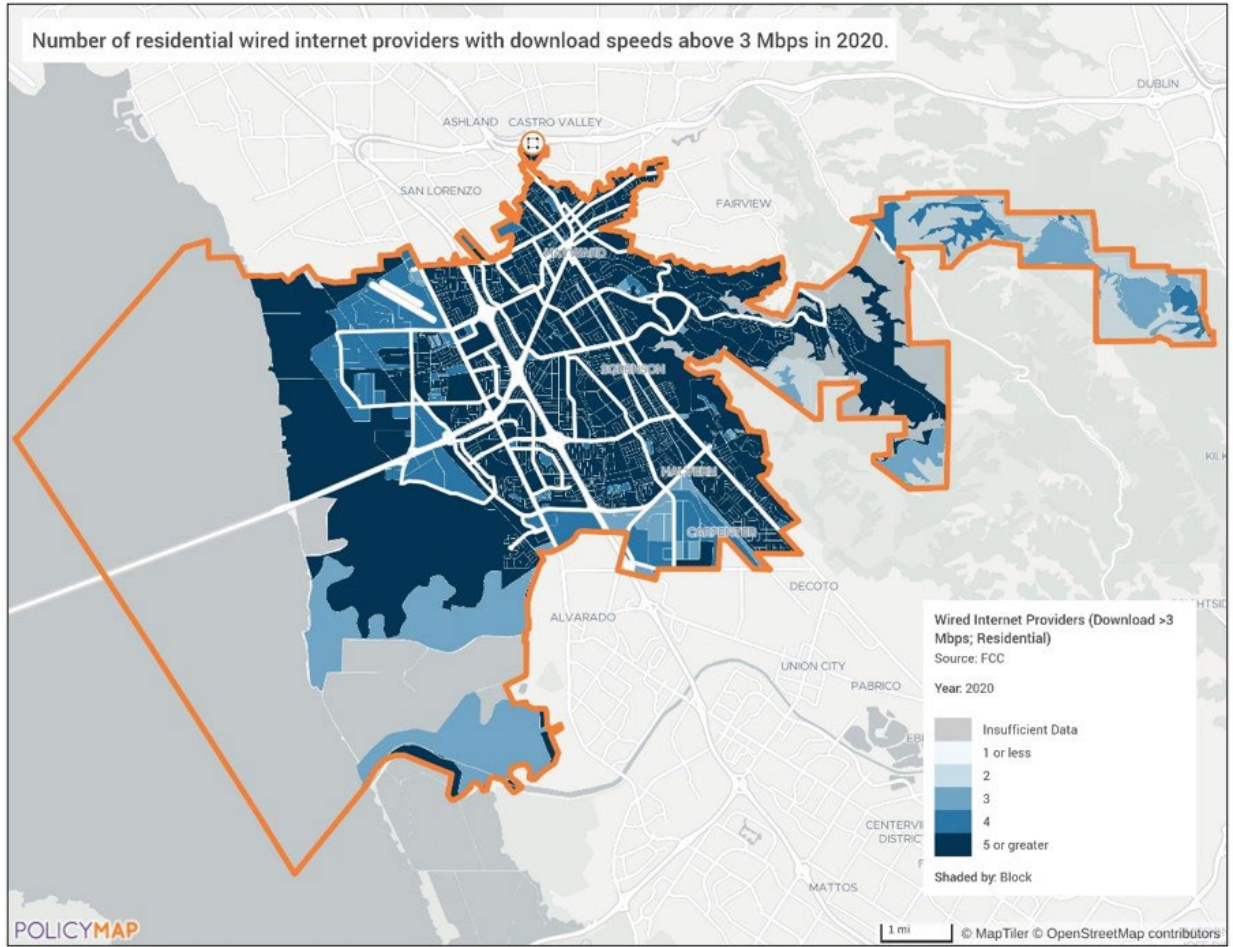 Number of residential wired internet providers with download speeds above 3 Mbps in 2020.
DUBLIN
ASHLAND CASTRO VALLEY
SAN LORENZO
FAIRVIEW
HAYWARD
SORENSON
HALVERN
CARPENTER
DECOTO
ALVARADO
UNION CITY
PABRICO
MATTOS
Wired Internet Providers (Download >3
Mbps; Residential)
Source: FCC
Year: 2020
Insufficient Data
1 or less
2
3
4
5 or greater
Shaded by: Block
POLICYMAP
1 mi
© MapTiler © OpenStreetMap contributors